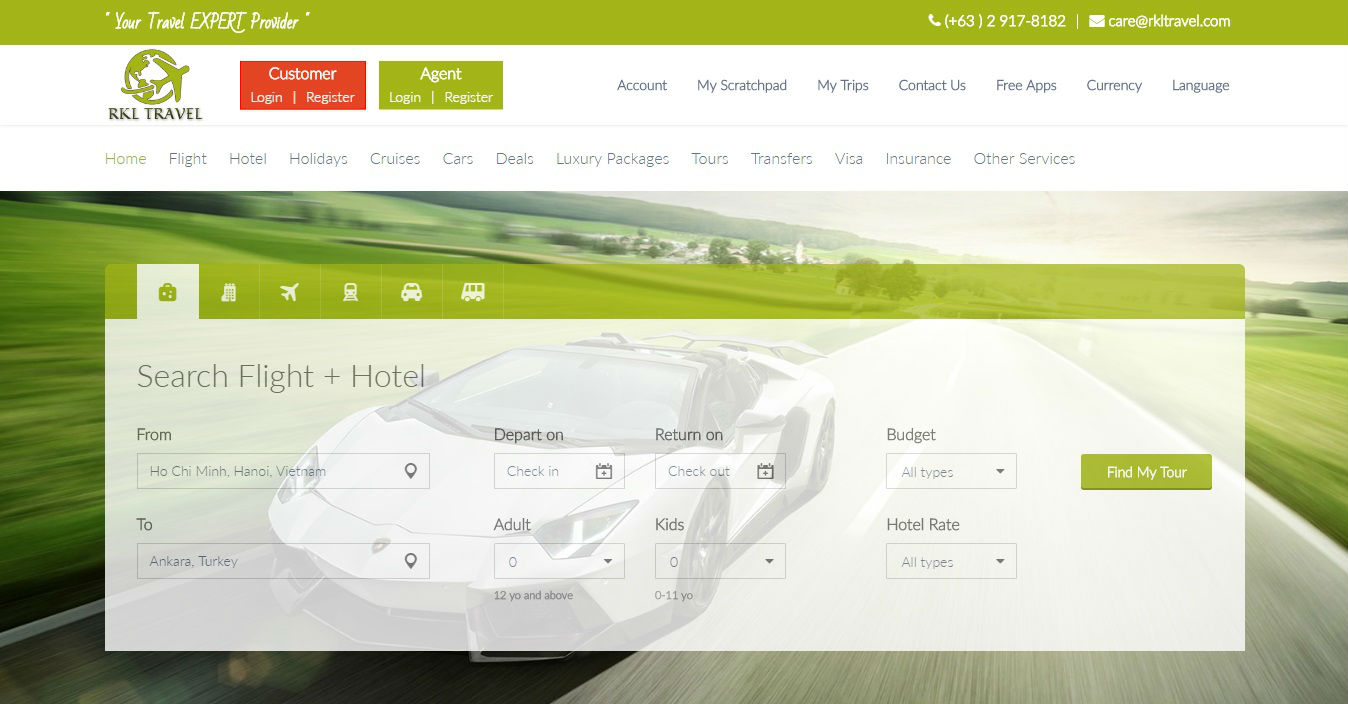 " Your Travel EXPERT Provider "
(+63 ) 2 917-8182 | care@rkltravel.com
RKL TRAVEL
Customer
Login | Register
Agent
Login | Register
Account My Scratchpad My Trips Contact Us Free Apps Currency Language
Home Flight Hotel Holidays Cruises Cars Deals Luxury Packages Tours Transfers Visa Insurance Other Services
Search Flight + Hotel
From Depart on Return on Budget
Ho Chi Minh, Hanoi, Vietnam Check in Check out All types Find My Tour
To Adult Kids Hotel Rate
Ankara, Turkey 0 0 All types
12 yo and above 0-11 yo